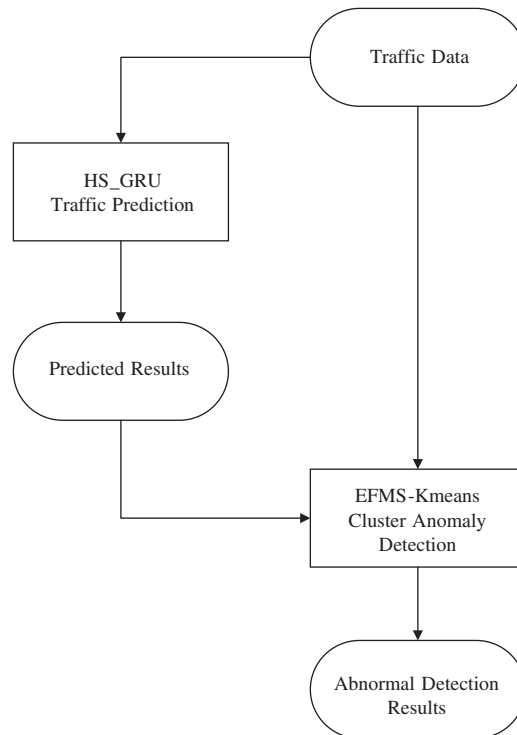 Traffic Data
HS_GRU
Traffic Prediction
Predicted Results
EFMS-Kmeans
Cluster Anomaly
Detection
Abnormal Detection
Results